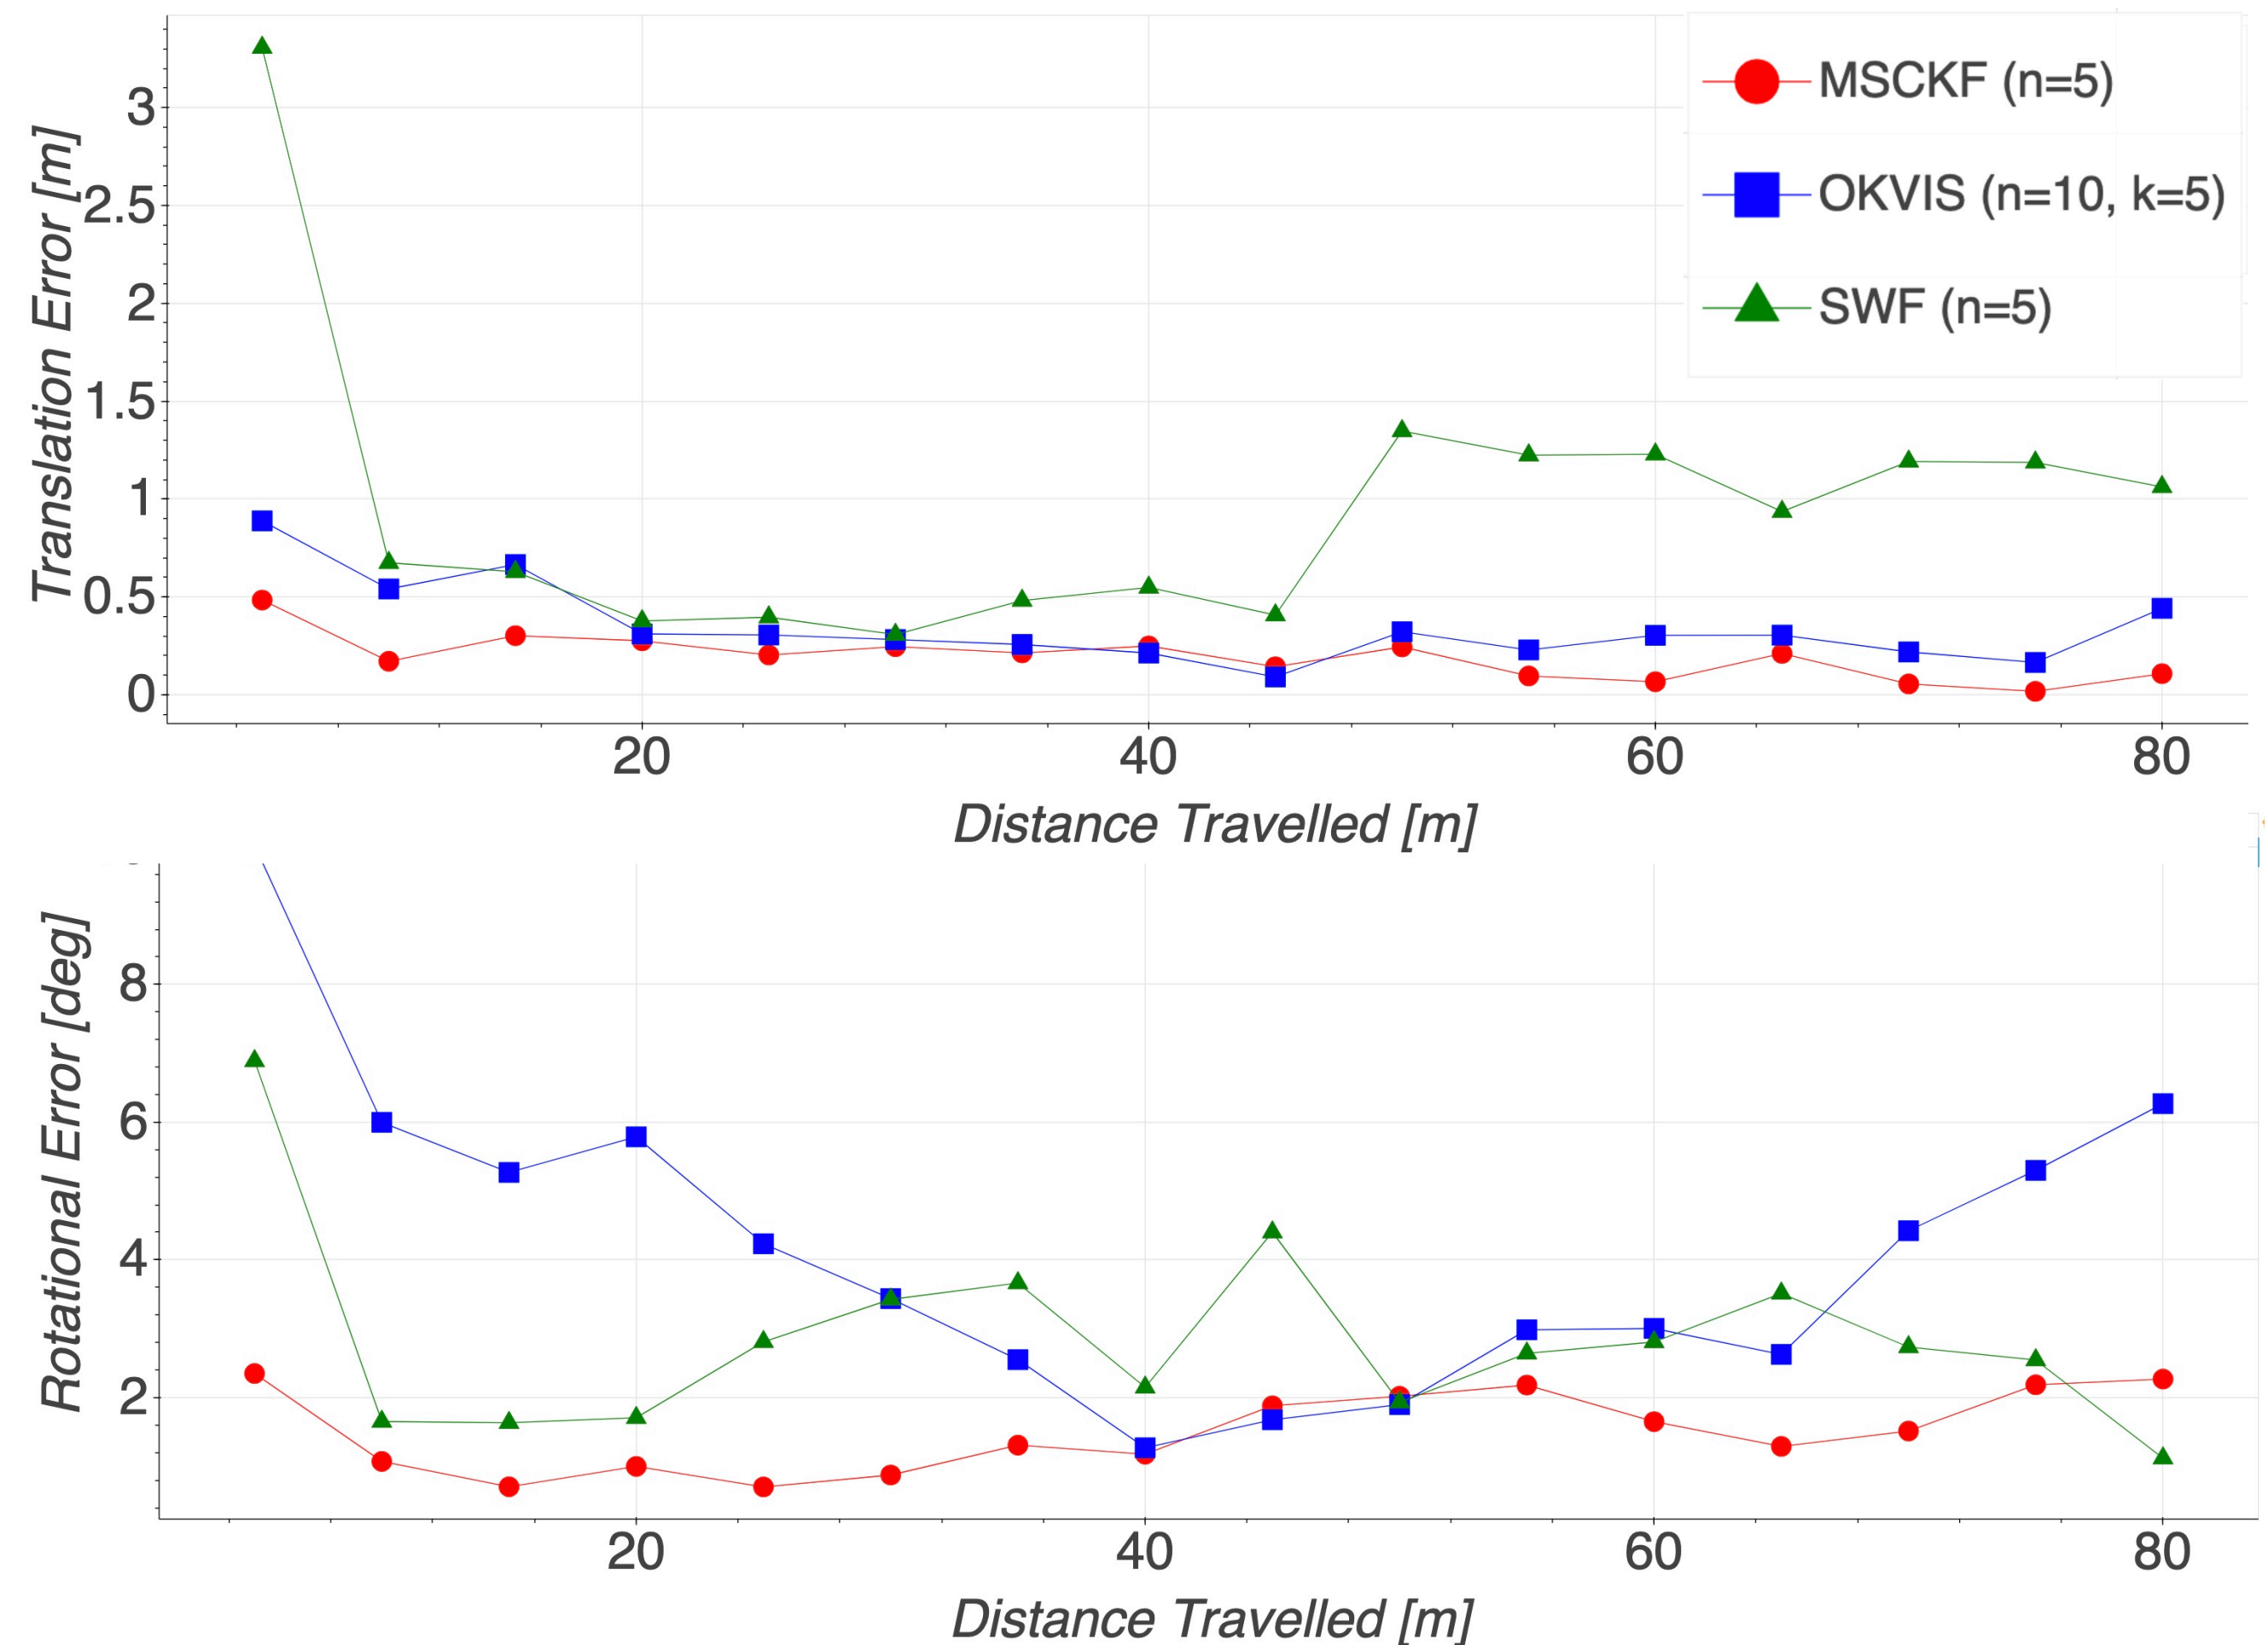 Translation Error [m]
3
2.5
2
1.5
1
0.5
0
20 40 60 80
Distance Travelled [m]
MSCKF (n=5)
OKVIS (n=10, k=5)
SWF (n=5)
Rotational Error [deg]
8
6
4
2
20 40 60 80
Distance Travelled [m]